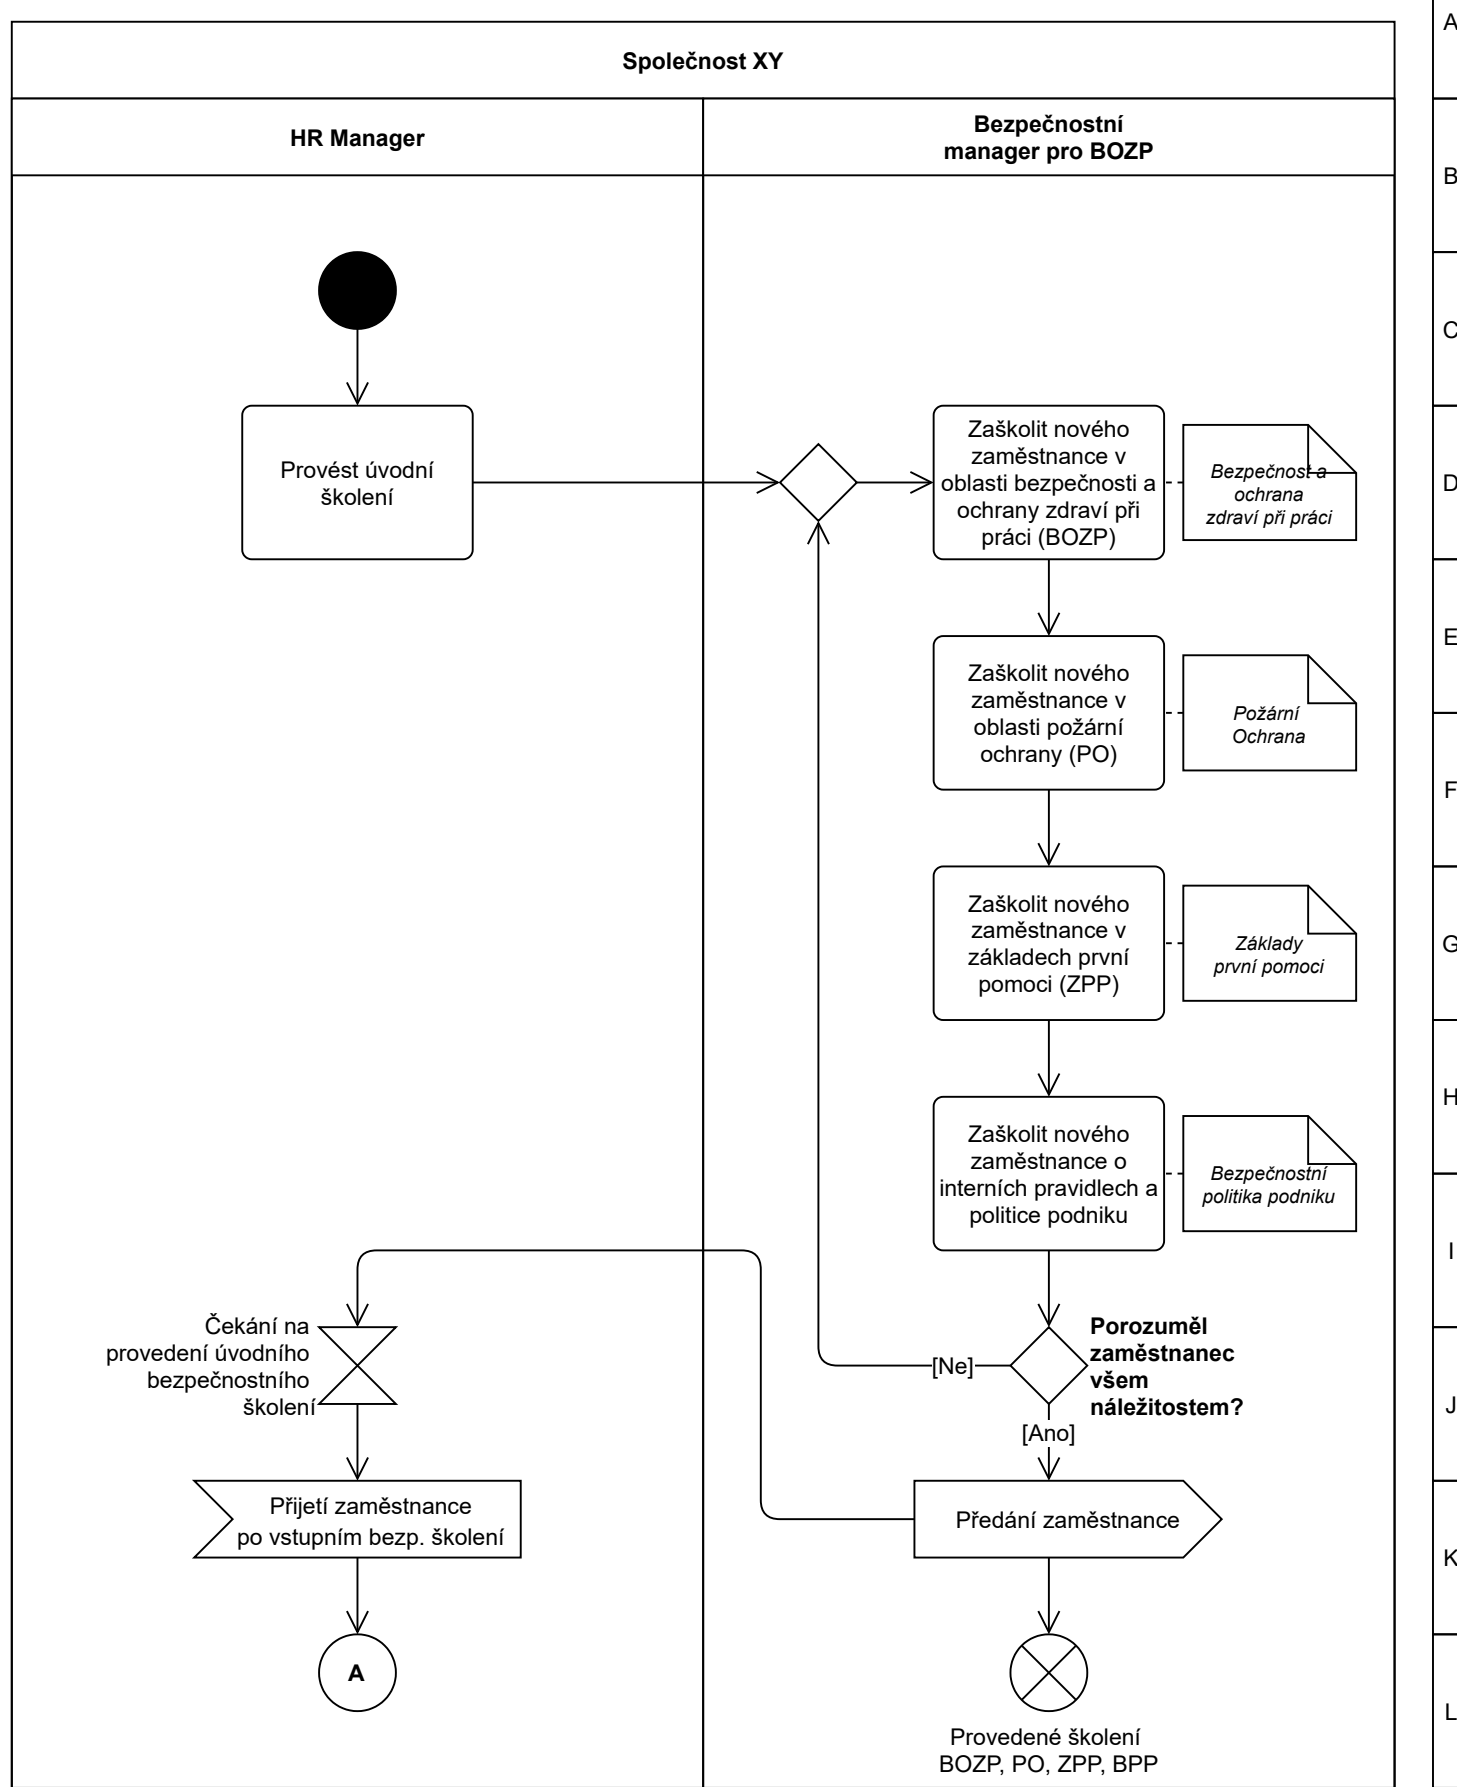 Společnost XY
HR Manager
Bezpečnostní
manager pro BOZP
Provést úvodní
školení
Zaškolit nového
zaměstnance v
oblasti bezpečnosti a
ochrany zdraví při
práci (BOZP)
Bezpečnost a
ochrana
zdraví při práci
Zaškolit nového
zaměstnance v
oblasti požární
ochrany (PO)
Požární
Ochrana
Zaškolit nového
zaměstnance v
základech první
pomoci (ZPP)
Základy
první pomoci
Zaškolit nového
zaměstnance o
interních pravidlech a
politice podniku
Bezpečnostní
politika podniku
Čekání na
provedení úvodního
bezpečnostního
školení
[Ne]
Porozuměl
zaměstnanec
všem
náležitostem?
[Ano]
Přijetí zaměstnance
po vstupním bezp. školení
Předání zaměstnance
A
Provedené školení
BOZP, PO, ZPP, BPP
A
B
C
D
E
F
G
H
I
J
K
L